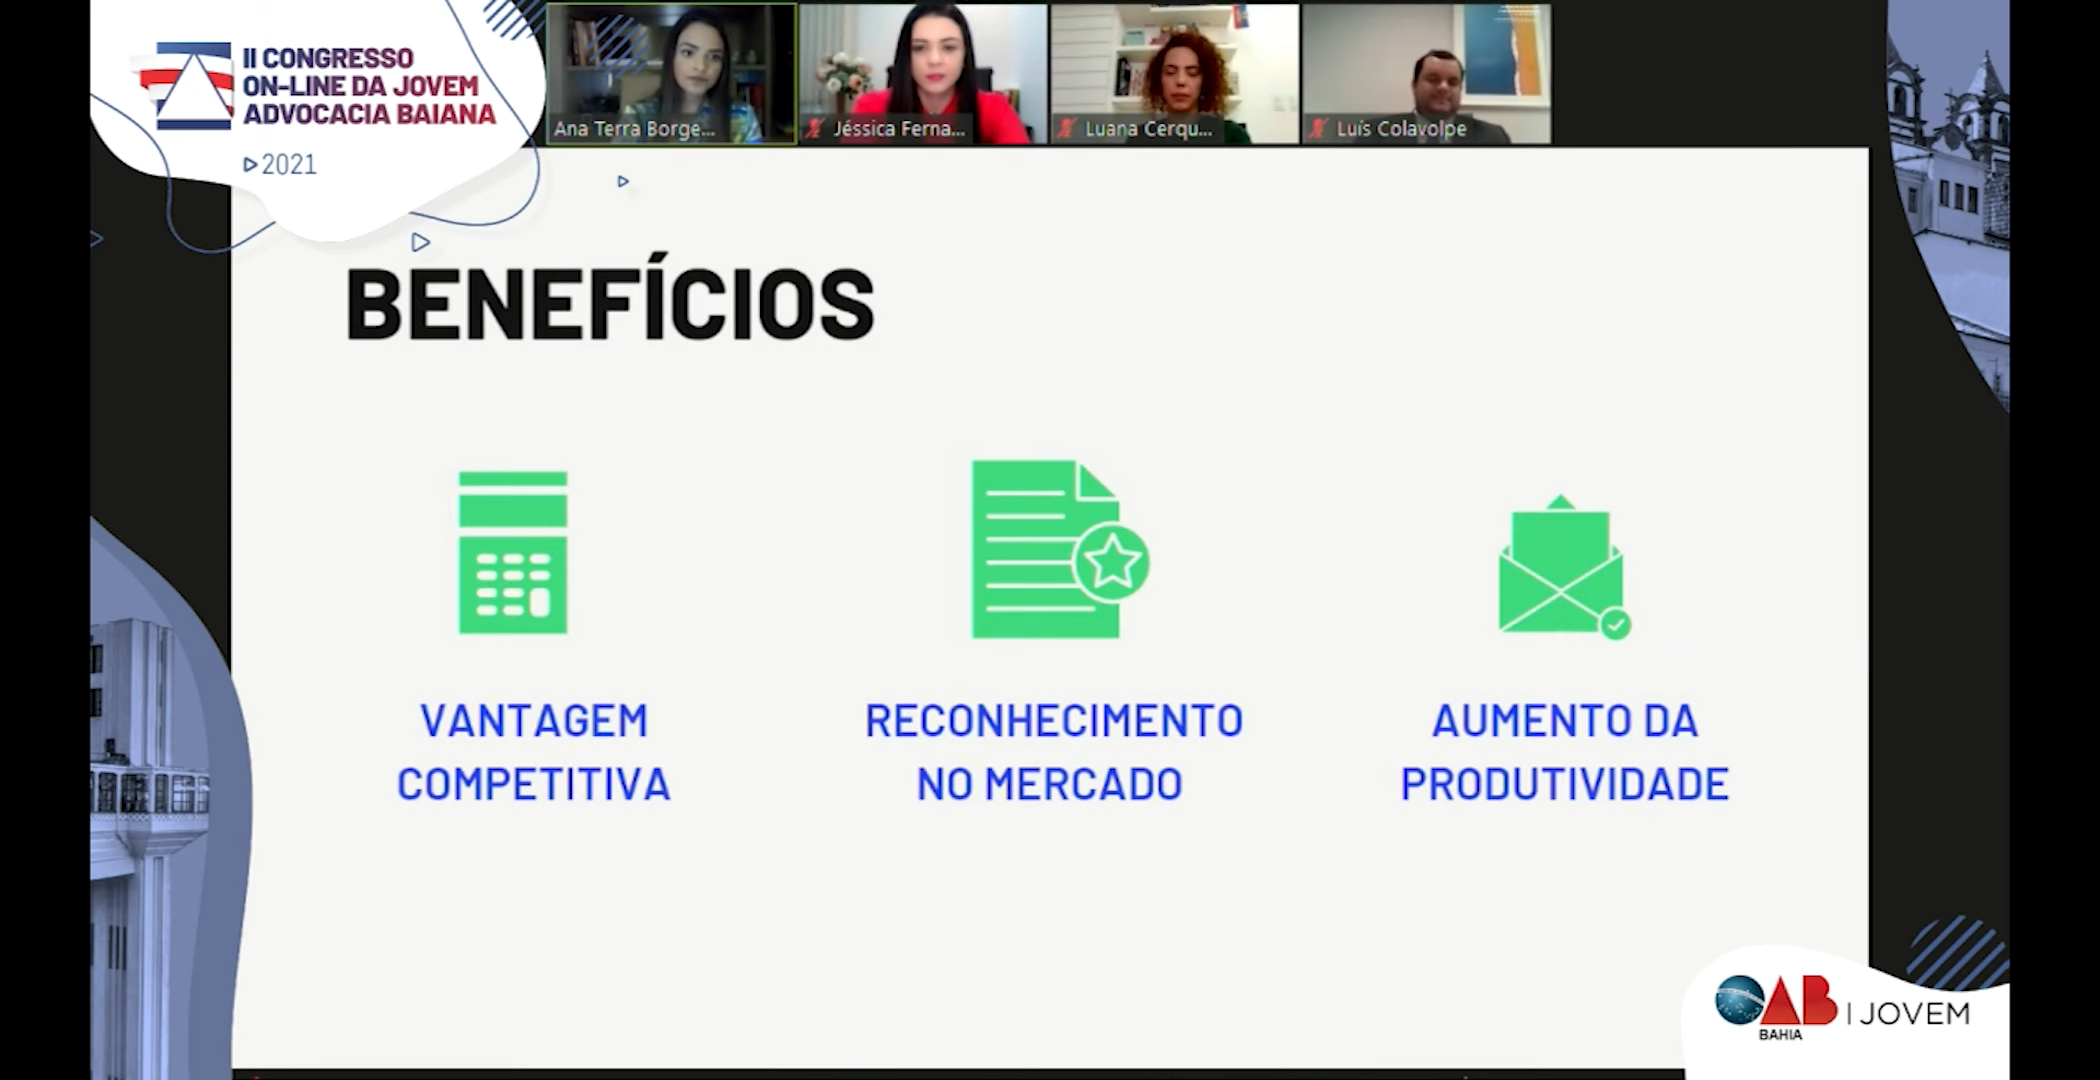 II CONGRESSO
ON-LINE DA JOVEM
ADVOCACIA BAIANA
2021
Ana Terra Borge...
Jéssica Ferna...
Luana Cerqu...
Luís Colavolpe
BENEFÍCIOS
VANTAGEM
COMPETITIVA
RECONHECIMENTO
NO MERCADO
AUMENTO DA
PRODUTIVIDADE
OAB | JOVEM
BAHIA